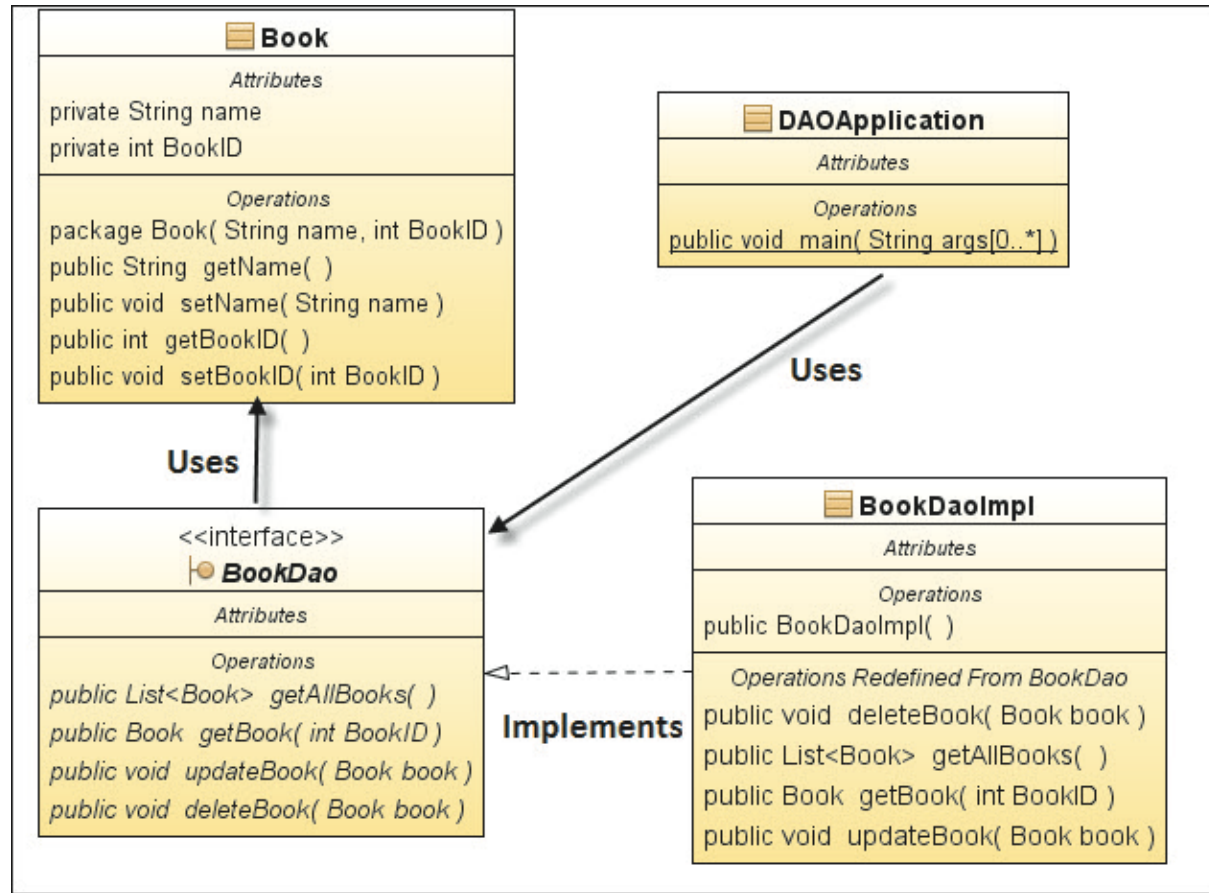 Book
Attributes
private String name
private int BookID
Operations
package Book( String name, int BookID )
public String getName( )
public void setName( String name )
public int getBookID( )
public void setBookID( int BookID )
DAOApplication
Attributes
Operations
public void main( String args[0..*] )
Uses
Uses
<<interface>>
BookDao
Attributes
Operations
public List<Book> getAllBooks( )
public Book getBook( int BookID )
public void updateBook( Book book )
public void deleteBook( Book book )
Implements
BookDaoImpl
Attributes
Operations
public BookDaoImpl( )
Operations Redefined From BookDao
public void deleteBook( Book book )
public List<Book> getAllBooks( )
public Book getBook( int BookID )
public void updateBook( Book book )